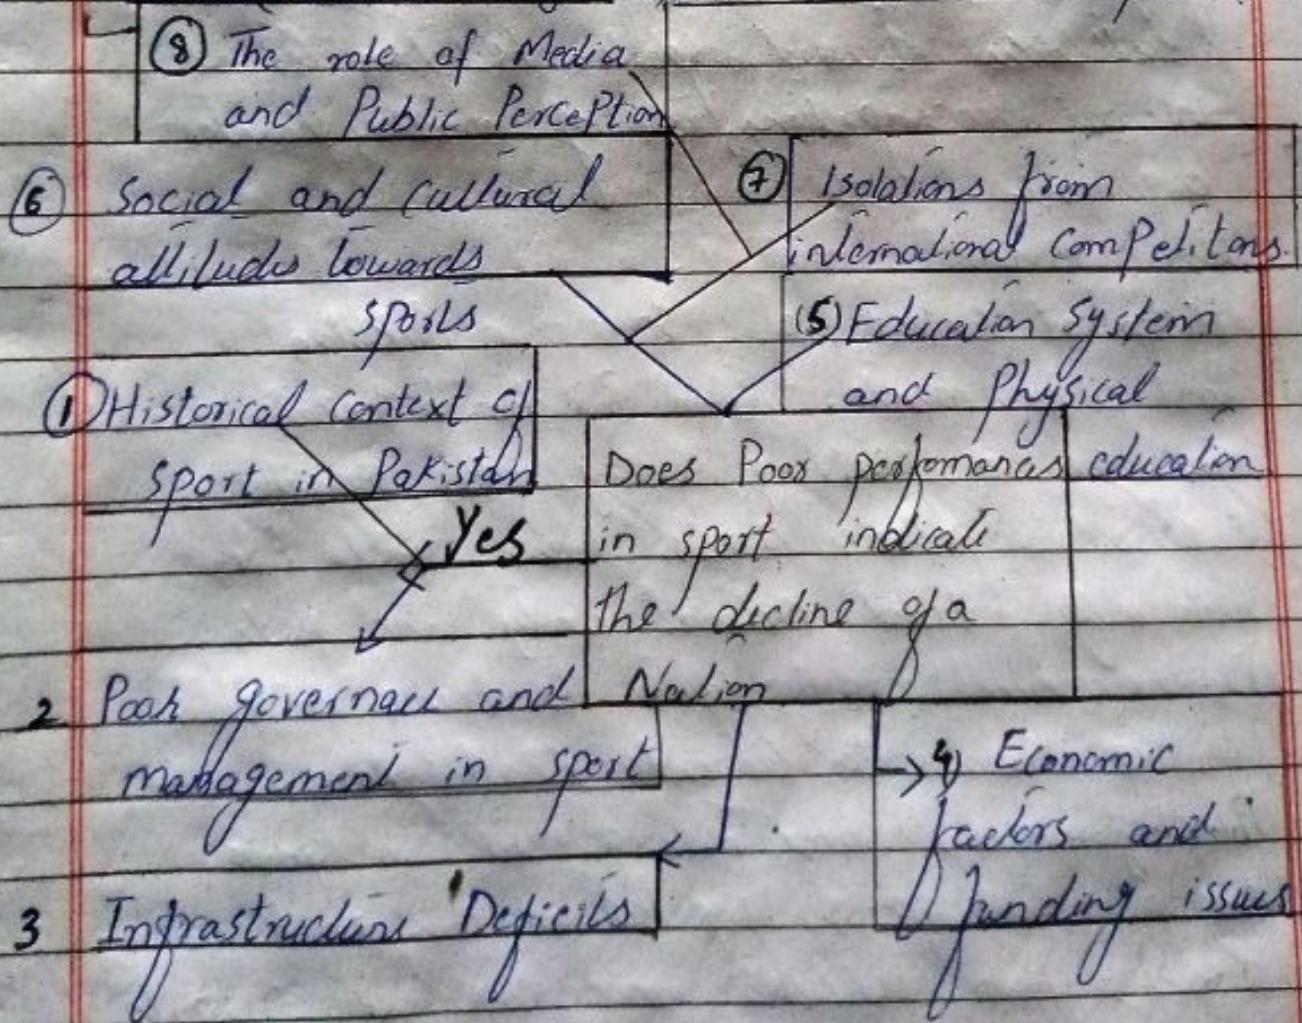 8 The role of Media
and Public Perception
6 Social and cultural
attitudes towards
sports
7 Isolations from
international competitons.
(5) Education System
and Physical
education
1 Historical context of
sport in Pakistan
Yes
Does Poor perfomances
in sport indicate
the decline of a
Nation
2 Poor governace and
management in sport
3 Infrastructure Deficits
4) Economic
factors and
funding issues